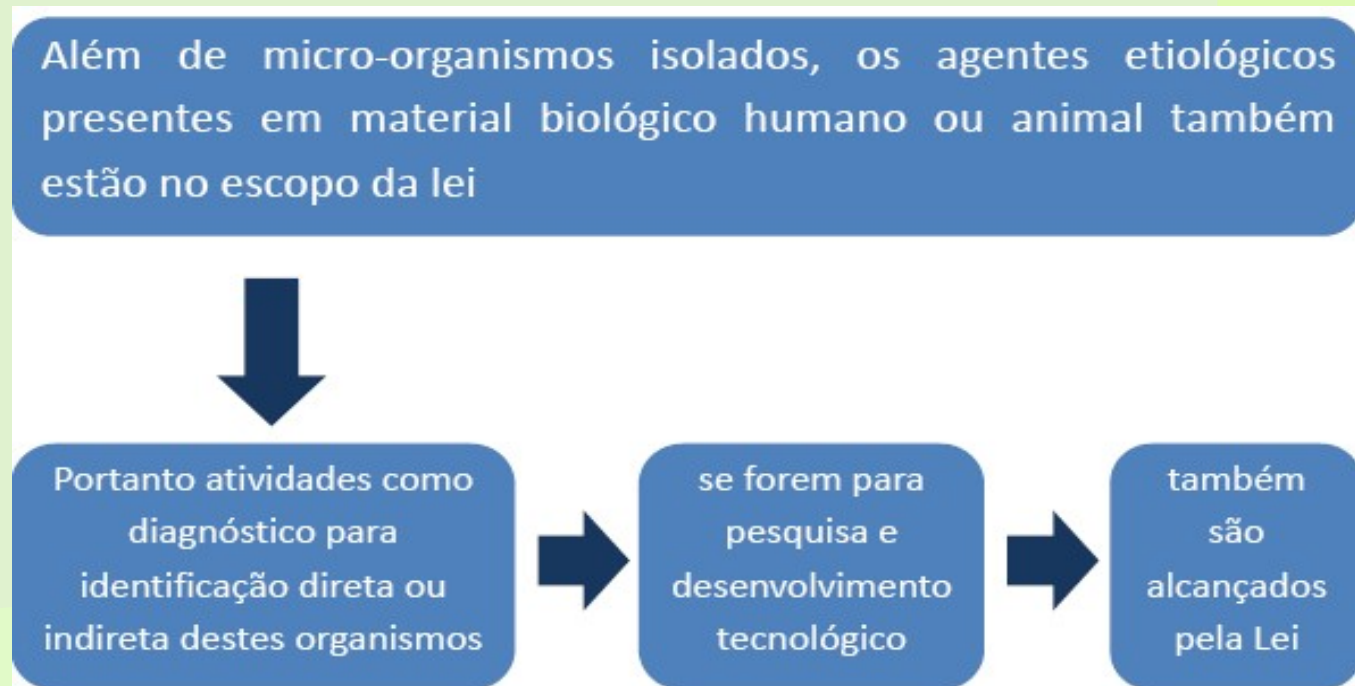 Além de micro-organismos isolados, os agentes etiológicos
presentes em material biológico humano ou animal também
estão no escopo da lei
Portanto atividades como
diagnóstico para
identificação direta ou
indireta destes organismos
se forem para
pesquisa e
desenvolvimento
tecnológico
também
são
alcançados
pela Lei